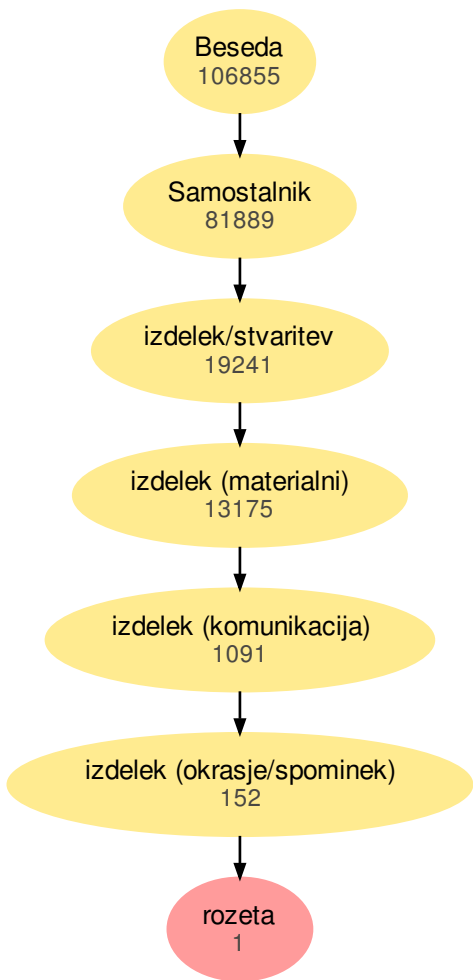 Beseda
106855
Samostalnik
81889
izdelek/stvaritev
19241
izdelek (materialni)
13175
izdelek (komunikacija)
1091
izdelek (okrasje/spominek)
152
rozeta
1